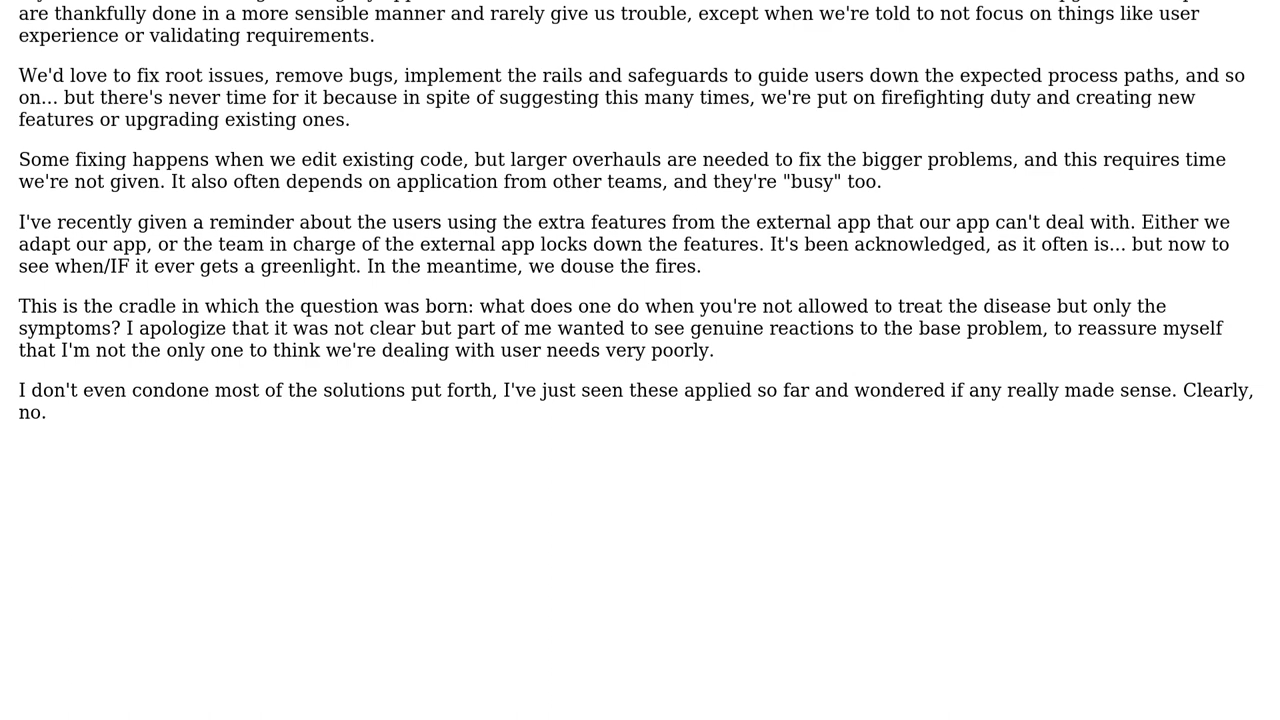 are thankfully done in a more sensible manner and rarely give us trouble, except when we're told to not focus on things like user
experience or validating requirements.
We'd love to fix root issues, remove bugs, implement the rails and safeguards to guide users down the expected process paths, and so
on... but there's never time for it because in spite of suggesting this many times, we're put on firefighting duty and creating new
features or upgrading existing ones.
Some fixing happens when we edit existing code, but larger overhauls are needed to fix the bigger problems, and this requires time
we're not given. It also often depends on application from other teams, and they're "busy" too.
I've recently given a reminder about the users using the extra features from the external app that our app can't deal with. Either we
adapt our app, or the team in charge of the external app locks down the features. It's been acknowledged, as it often is... but now to
see when/IF it ever gets a greenlight. In the meantime, we douse the fires.
This is the cradle in which the question was born: what does one do when you're not allowed to treat the disease but only the
symptoms? I apologize that it was not clear but part of me wanted to see genuine reactions to the base problem, to reassure myself
that I'm not the only one to think we're dealing with user needs very poorly.
I don't even condone most of the solutions put forth, I've just seen these applied so far and wondered if any really made sense. Clearly,
no.